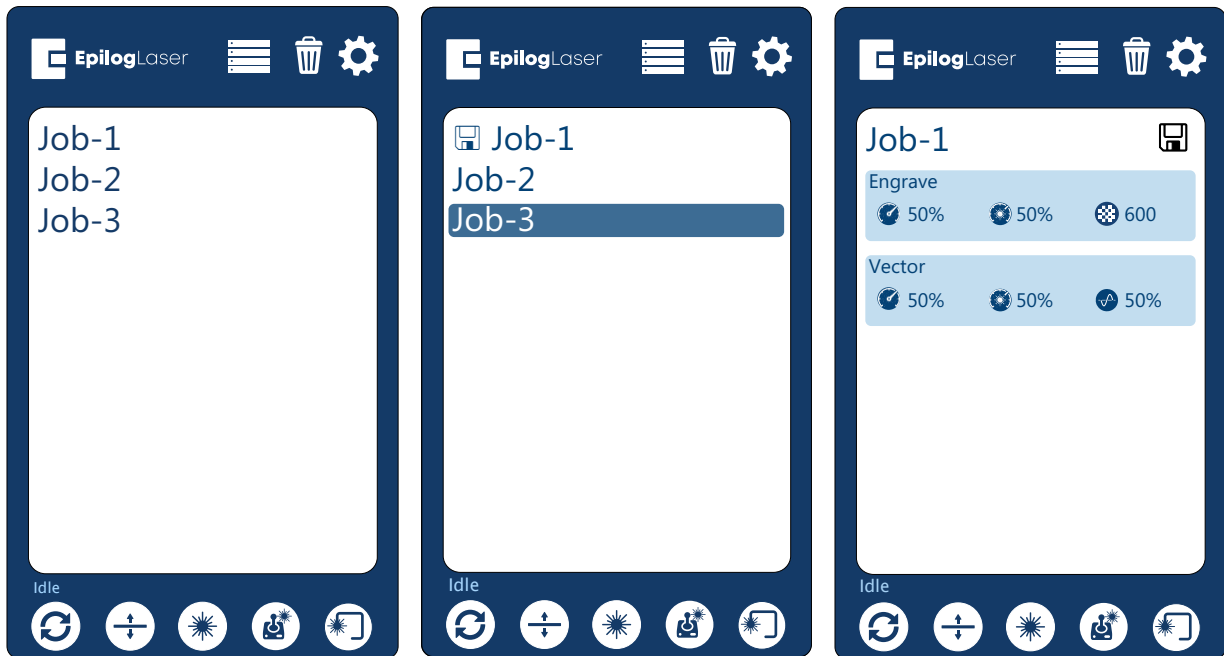 EpilogLaser
Job-1
Job-2
Job-3
Idle
EpilogLaser
Job-1
Job-2
Job-3
Idle
EpilogLaser
Job-1
Engrave
50% 50% 600
Vector
50% 50% 50%
Idle